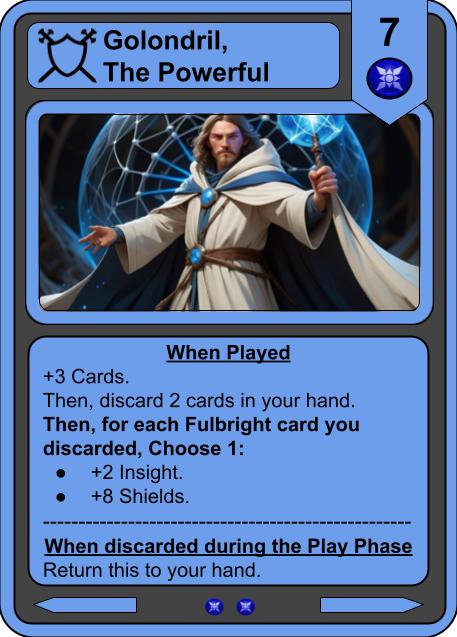 Golondril,
The Powerful
7
When Played
+3 Cards.
Then, discard 2 cards in your hand.
Then, for each Fulbright card you
discarded, Choose 1:
● +2 Insight.
● +8 Shields.
----------------------------------------------------
When discarded during the Play Phase
Return this to your hand.